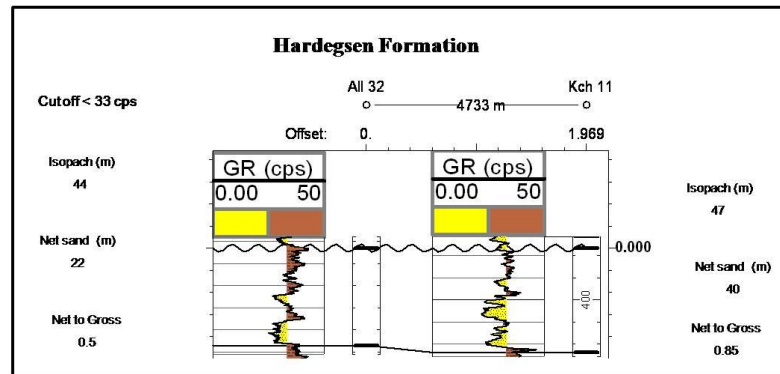 Hardegsen Formation
All 32 Kch 11
Cutoff < 33 cps
4733 m
Offset: 0. 1.969
Isopach (m)
44
Net sand (m)
22
Net to Gross
0.5
GR (cps)
0.00 50
GR (cps)
0.00 50
0.000
400
Isopach (m)
47
Net sand (m)
40
Net to Gross
0.85